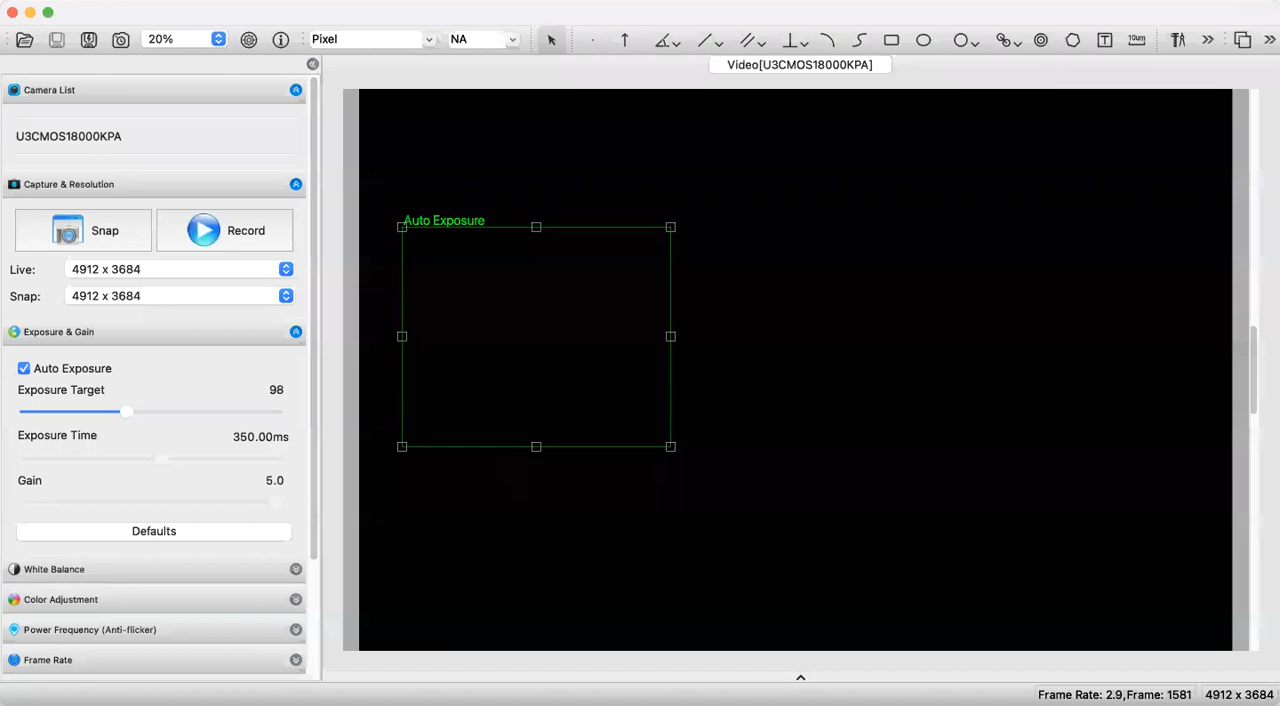 20%
Pixel
NA
10um
Video[U3CMOS18000KPA]
Camera List
U3CMOS18000KPA
Capture & Resolution
Snap
Record
Live: 4912 x 3684
Snap: 4912 x 3684
Exposure & Gain
Auto Exposure
Exposure Target 98
Exposure Time 350.00ms
Gain 5.0
Defaults
White Balance
Color Adjustment
Power Frequency (Anti-flicker)
Frame Rate
Auto Exposure
Frame Rate: 2.9,Frame: 1581
4912 x 3684